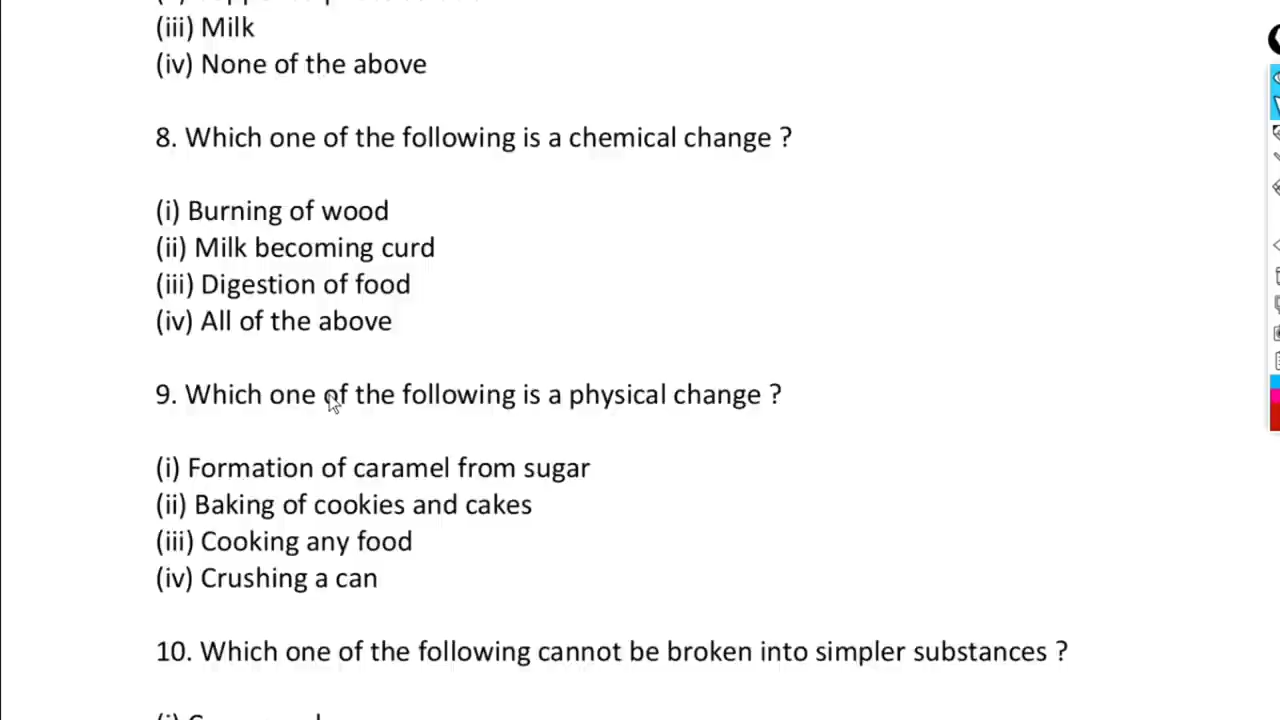 (iii) Milk
(iv) None of the above
8. Which one of the following is a chemical change ?
(i) Burning of wood
(ii) Milk becoming curd
(iii) Digestion of food
(iv) All of the above
9. Which one of the following is a physical change ?
(i) Formation of caramel from sugar
(ii) Baking of cookies and cakes
(iii) Cooking any food
(iv) Crushing a can
10. Which one of the following cannot be broken into simpler substances ?